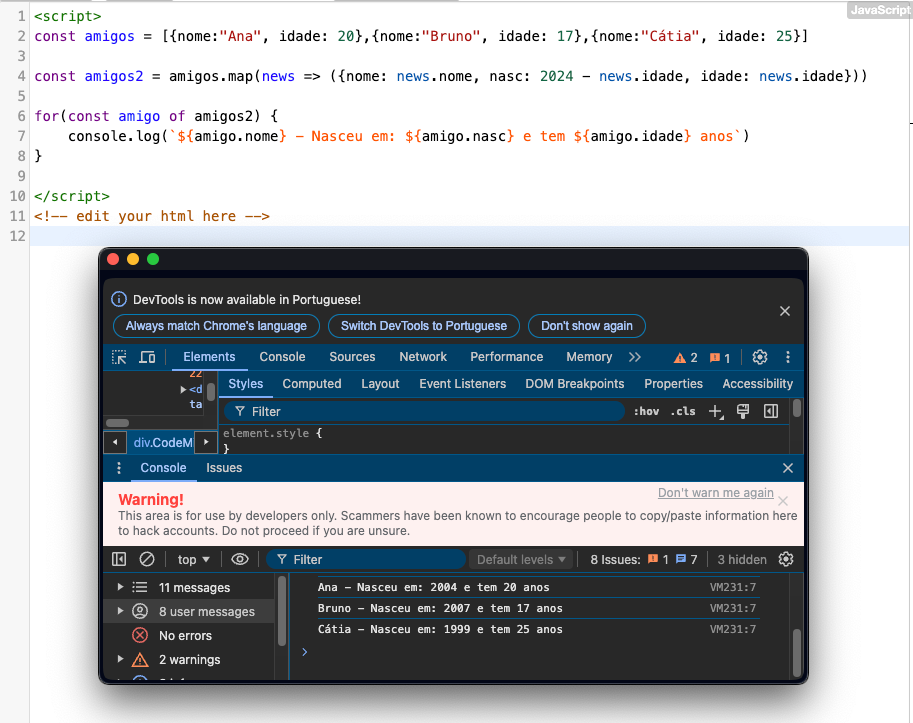 JavaScript
1 <script>
2 const amigos = [{nome:"Ana", idade: 20},{nome:"Bruno", idade: 17},{nome:"Cátia", idade: 25}]
3
4 const amigos2 = amigos.map(news => ({nome: news.nome, nasc: 2024 - news.idade, idade: news.idade}))
5
6 for(const amigo of amigos2) {
7     console.log(`${amigo.nome} - Nasceu em: ${amigo.nasc} e tem ${amigo.idade} anos`)
8 }
9
10 </script>
11 <!-- edit your html here -->
12
DevTools is now available in Portuguese!
Always match Chrome's language Switch DevTools to Portuguese Don't show again
Elements Console Sources Network Performance Memory 2 1
22
<d
ta
Styles Computed Layout Event Listeners DOM Breakpoints Properties Accessibility
Filter :hov .cls
element.style {
}
div.CodeM
Console Issues
Warning! Don't warn me again
This area is for use by developers only. Scammers have been known to encourage people to copy/paste information here
to hack accounts. Do not proceed if you are unsure.
top Filter Default levels 8 Issues: 1 7 3 hidden
11 messages
8 user messages
No errors
2 warnings
Ana - Nasceu em: 2004 e tem 20 anos VM231:7
Bruno - Nasceu em: 2007 e tem 17 anos VM231:7
Cátia - Nasceu em: 1999 e tem 25 anos VM231:7